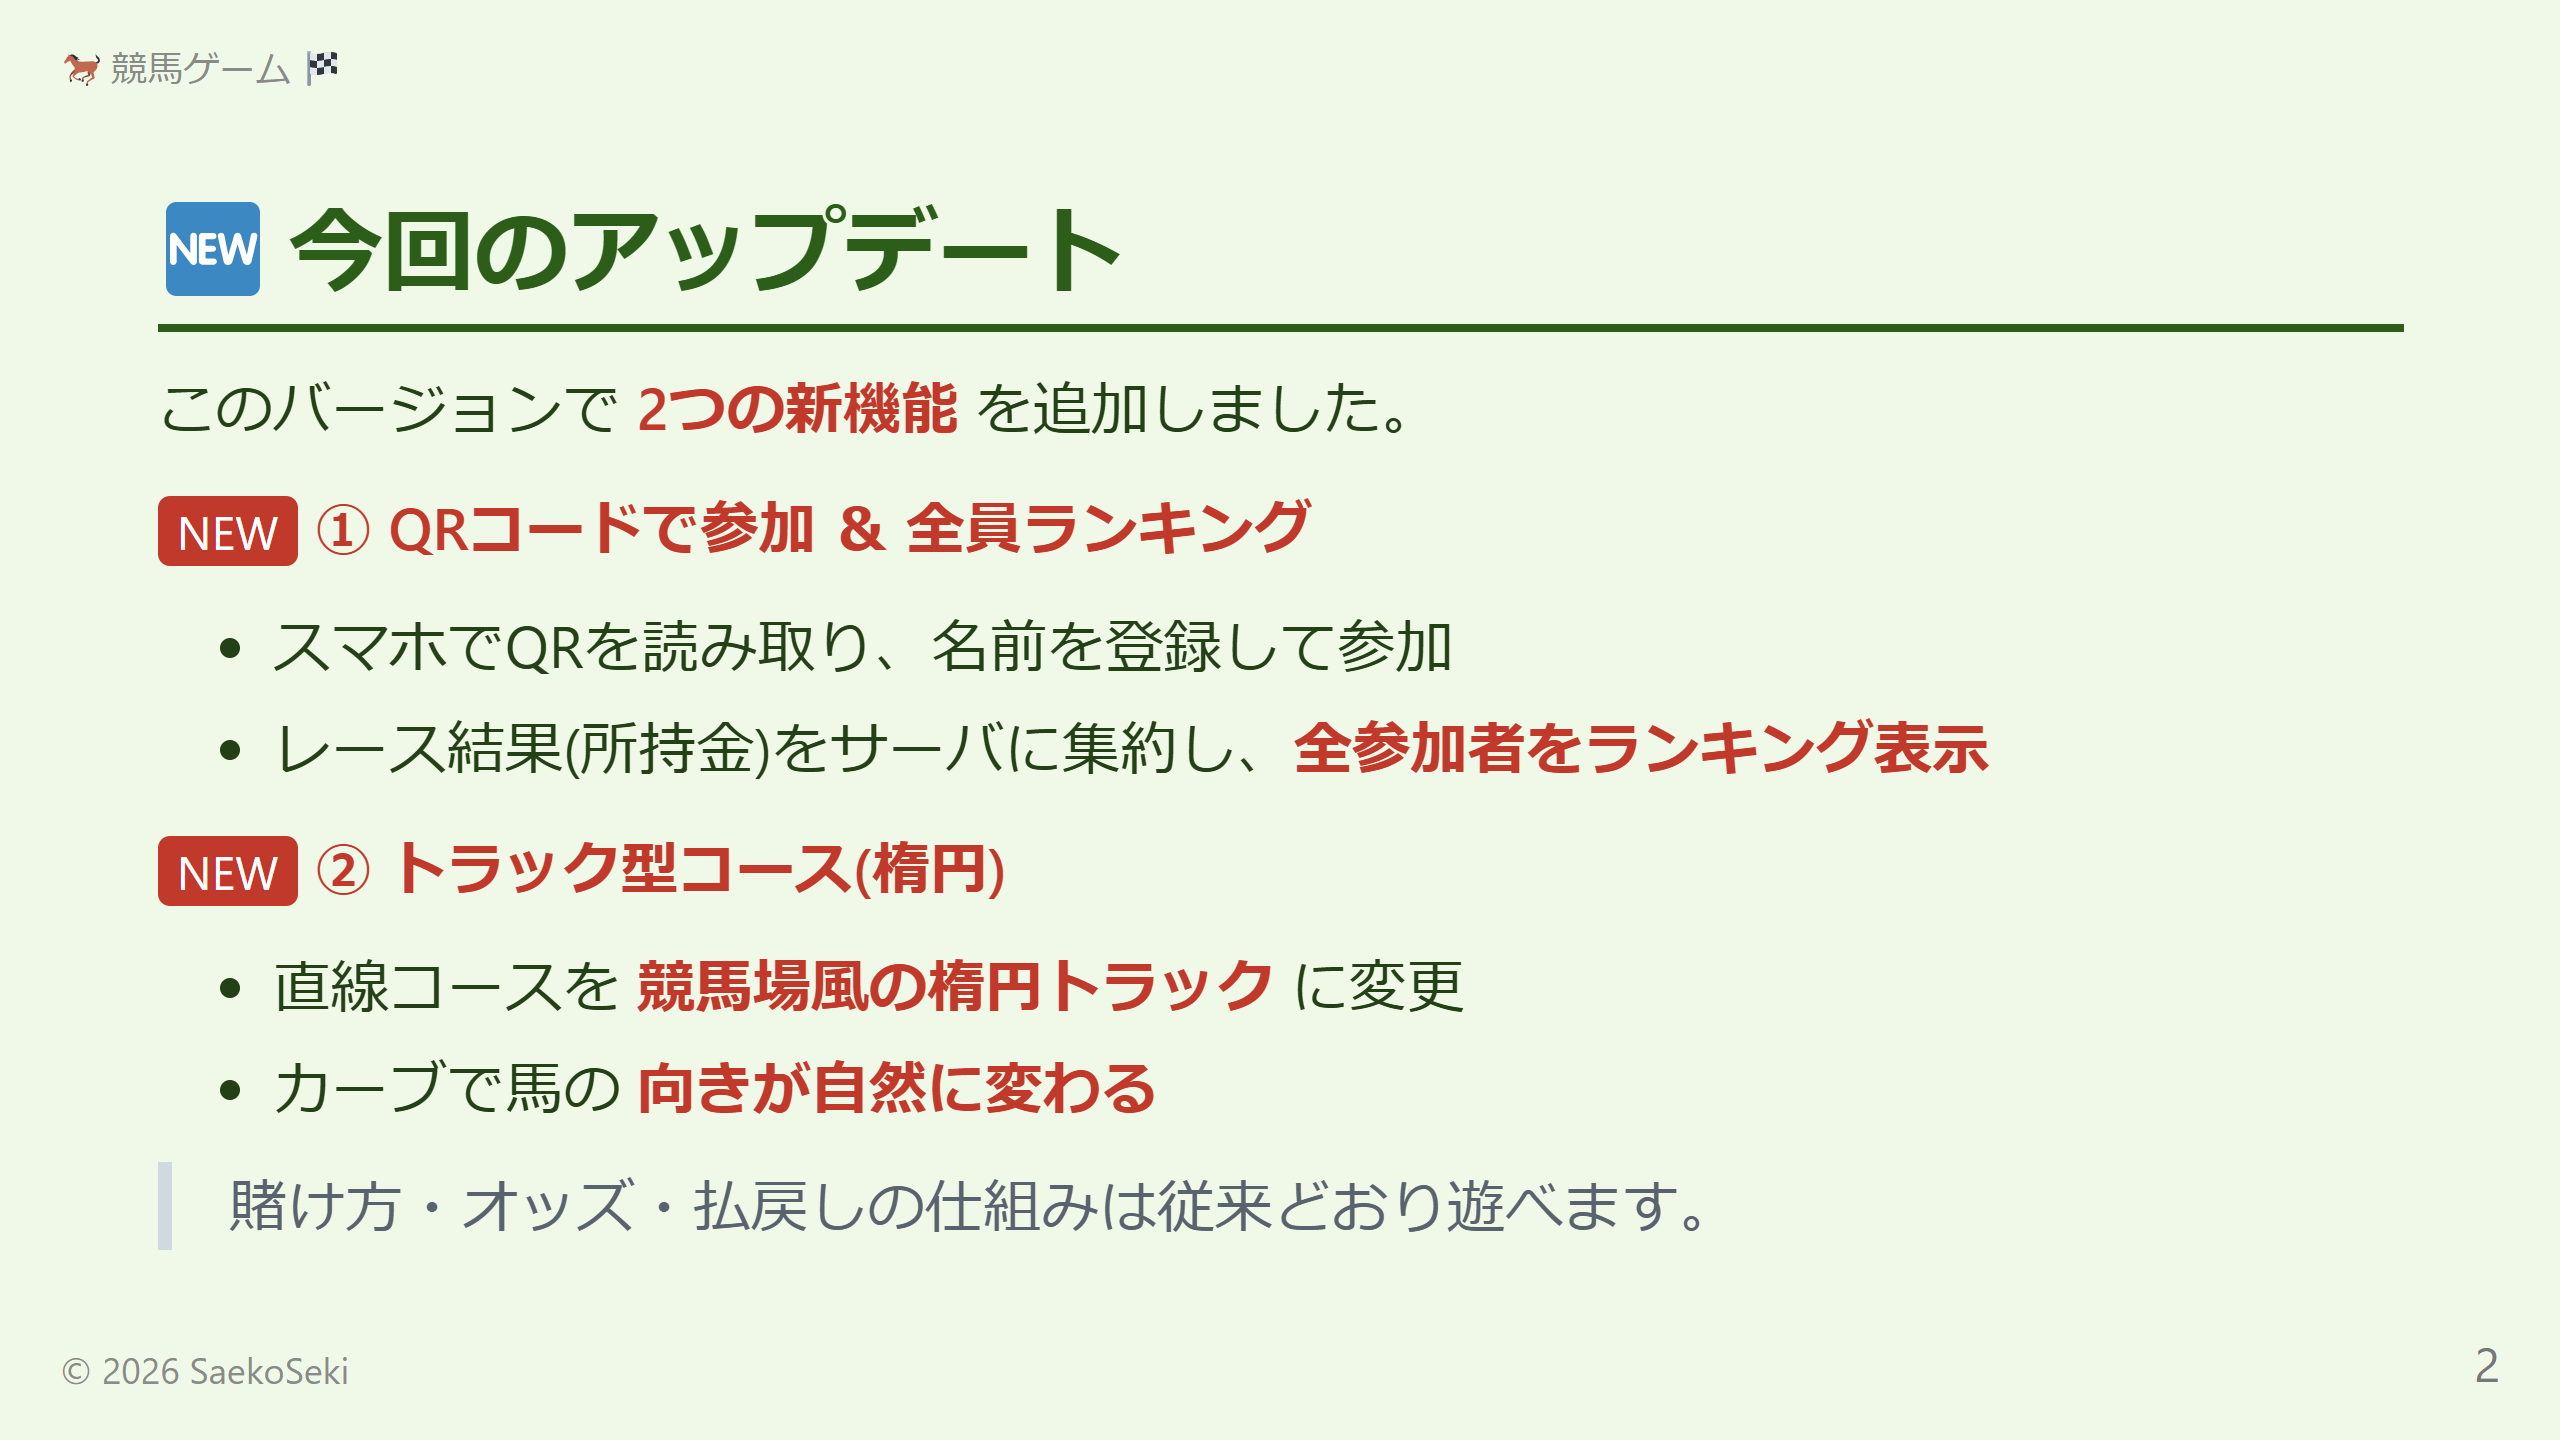 🐎 競馬ゲーム 🏁
🆕 今回のアップデート
このバージョンで 2つの新機能 を追加しました。
NEW ① QRコードで参加 & 全員ランキング
• スマホでQRを読み取り、名前を登録して参加
• レース結果(所持金)をサーバに集約し、全参加者をランキング表示
NEW ② トラック型コース(楕円)
• 直線コースを 競馬場風の楕円トラック に変更
• カーブで馬の 向きが自然に変わる
賭け方・オッズ・払戻しの仕組みは従来どおり遊べます。
© 2026 SaekoSeki
2